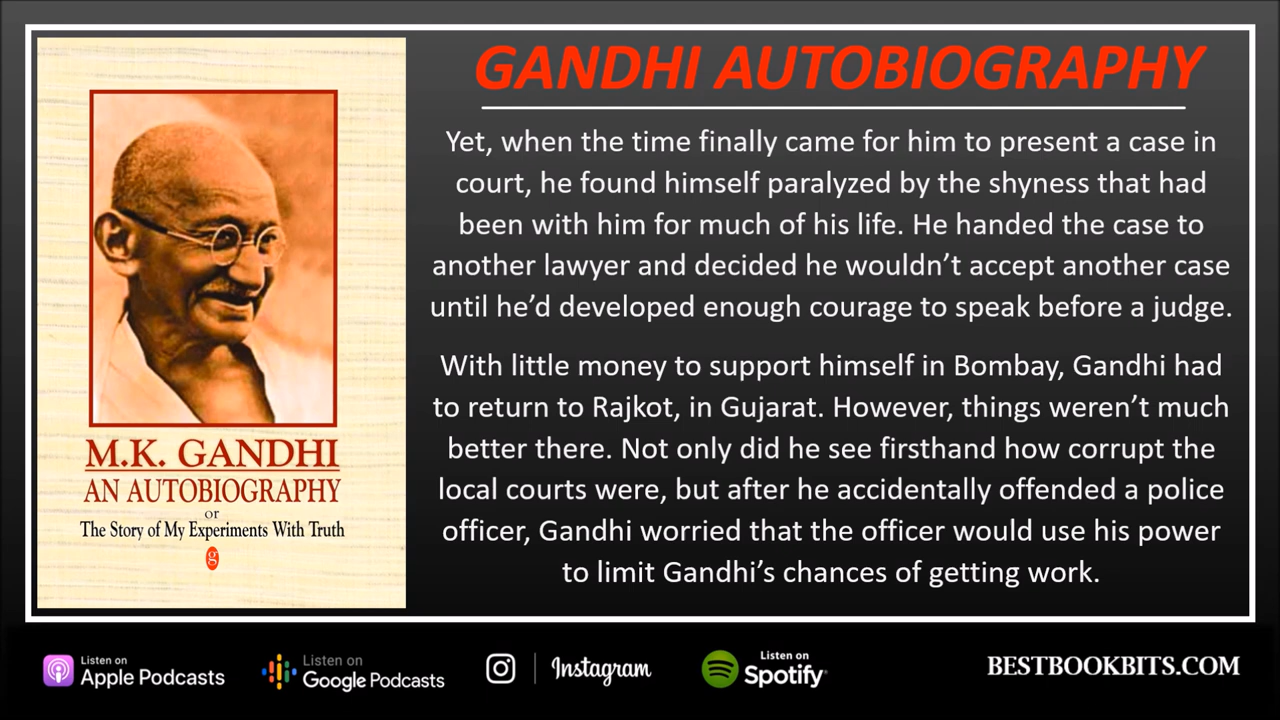 M.K. GANDHI
AN AUTOBIOGRAPHY
or
The Story of My Experiments With Truth
g
GANDHI AUTOBIOGRAPHY
Yet, when the time finally came for him to present a case in
court, he found himself paralyzed by the shyness that had
been with him for much of his life. He handed the case to
another lawyer and decided he wouldn’t accept another case
until he’d developed enough courage to speak before a judge.
With little money to support himself in Bombay, Gandhi had
to return to Rajkot, in Gujarat. However, things weren’t much
better there. Not only did he see firsthand how corrupt the
local courts were, but after he accidentally offended a police
officer, Gandhi worried that the officer would use his power
to limit Gandhi’s chances of getting work.
Listen on
Apple Podcasts
Listen on
Google Podcasts
Instagram
Listen on
Spotify
BESTBOOKBITS.COM